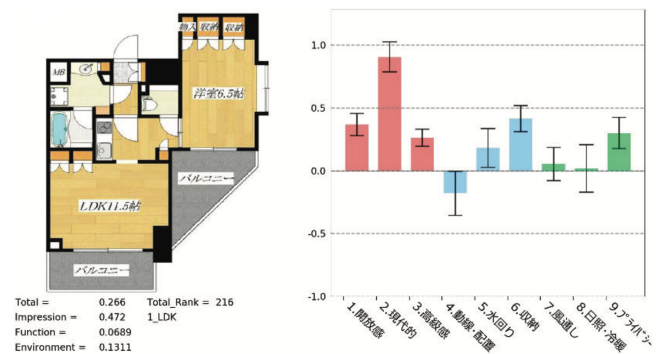 物入 収納 収納
MB
洋室6.5帖
バルコニー
LDK11.5帖
バルコニー
Total = 0.266 Total_Rank = 216
Impression = 0.472 1_LDK
Function = 0.0689
Environment = 0.1311
1.0
0.5
0.0
-0.5
-1.0
1.開放感
2.現代的
3.高級感
4.動線・配置
5.水回り
6.収納
7.風通し
8.日照・冷暖
9.プライバシー